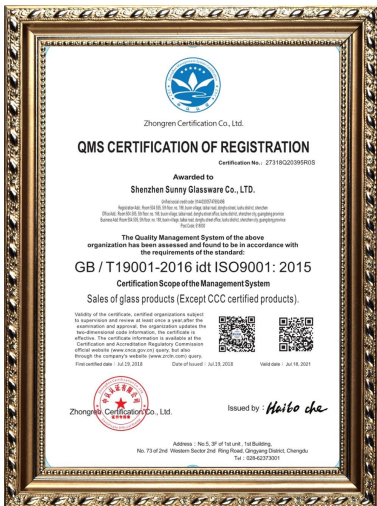 Zhongren Certification Co., Ltd.
QMS CERTIFICATION OF REGISTRATION
Certification No.: 27318Q20395R0S
Awarded to
Shenzhen Sunny Glassware Co., LTD.
The Quality Management System of the above
organization has been assessed and found to be in accordance with
the requirements of the standard:
GB / T19001-2016 idt ISO9001: 2015
Certification Scope of the Management System
Sales of glass products (Except CCC certified products).
Validity of the certificate, certified organizations subject
to supervision and review at least once a year,after the
examination and approval, the organization updates the
two-dimensional code information, the certificate is
effective. The certificate information is available at the
Certification and Accreditation Regulatory Commission
official website (www.cnca.gov.cn) query, but also
through the company's website (www.zrcln.com) query.
First certified date : Jul.19, 2018 Date of Issued : Jul.19, 2018 Valid date : Jul.18, 2021
Zhongren Certification Co., Ltd.
Issued by : Haibo che
Address : No.5, 3F of 1st unit , 1st Building,
No. 73 of 2nd Western Sector 2nd Ring Road, Qingyang District, Chengdu
Tel : 028-62373001